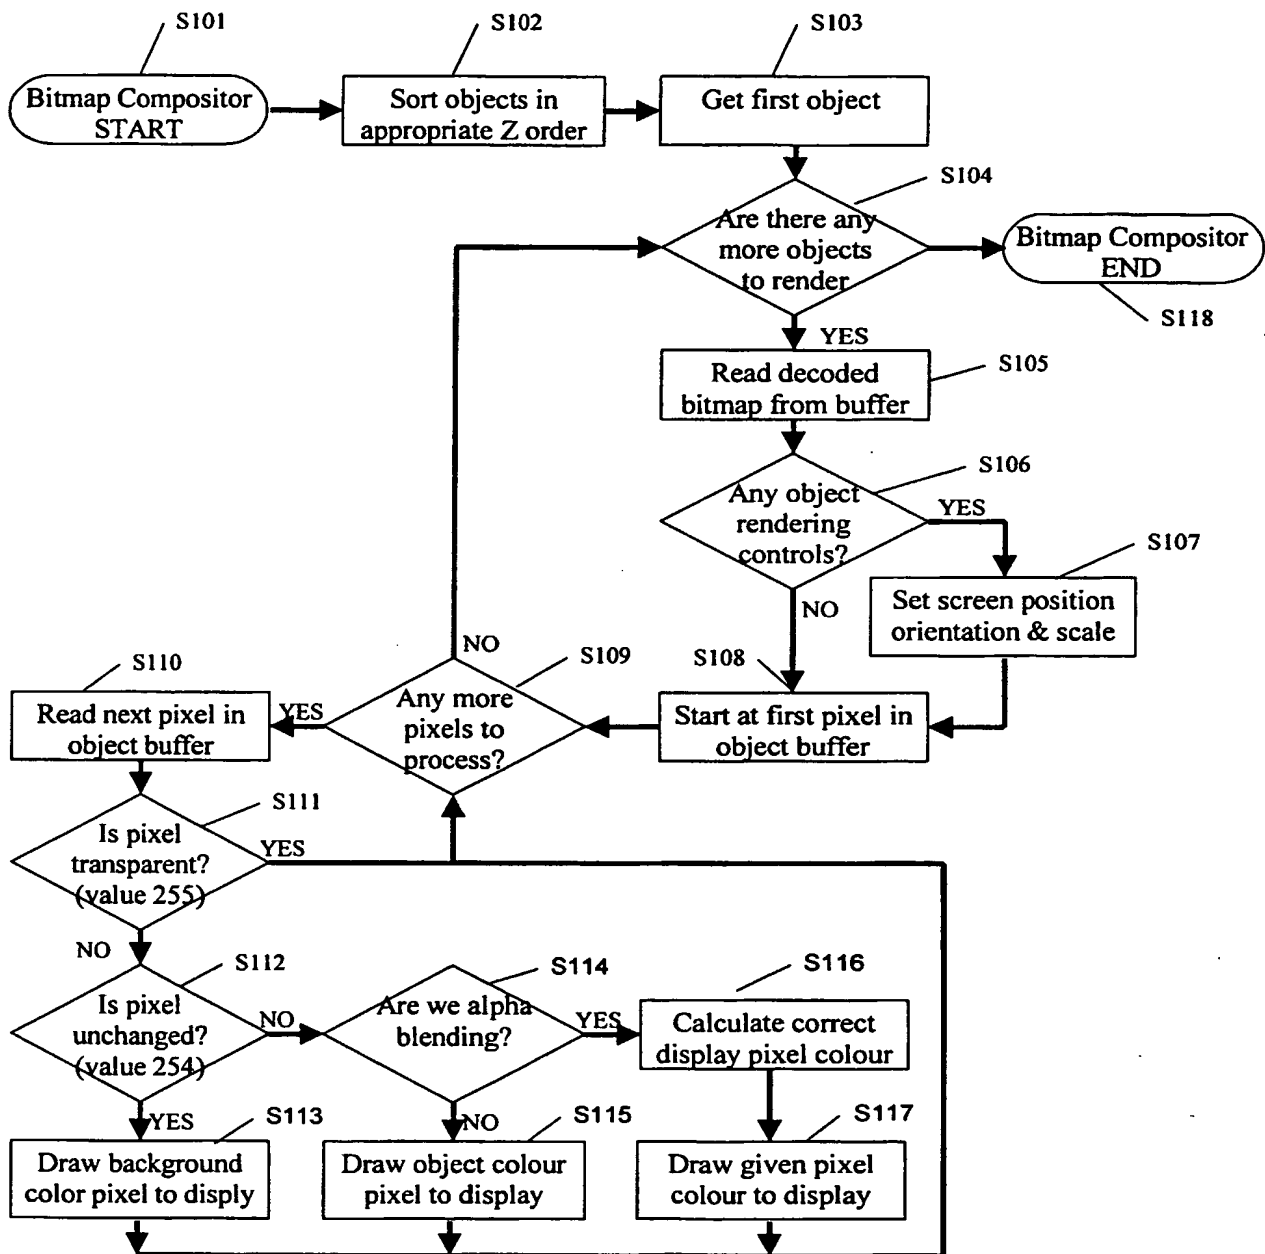 S101
S102
S103
Bitmap Compositor
START
Sort objects in
appropriate Z order
Get first object
S104
Are there any
more objects
to render
Bitmap Compositor
END
S118
YES
Read decoded
bitmap from buffer
S105
S106
Any object
rendering
controls?
YES
S107
Set screen position
orientation & scale
NO
S108
Start at first pixel in
object buffer
NO
S109
Any more
pixels to
process?
YES
S110
Read next pixel in
object buffer
S111
Is pixel
transparent?
(value 255)
YES
NO
S112
Is pixel
unchanged?
(value 254)
NO
S114
Are we alpha
blending?
YES
S116
Calculate correct
display pixel colour
YES
S113
Draw background
color pixel to disply
NO
S115
Draw object colour
pixel to display
S117
Draw given pixel
colour to display